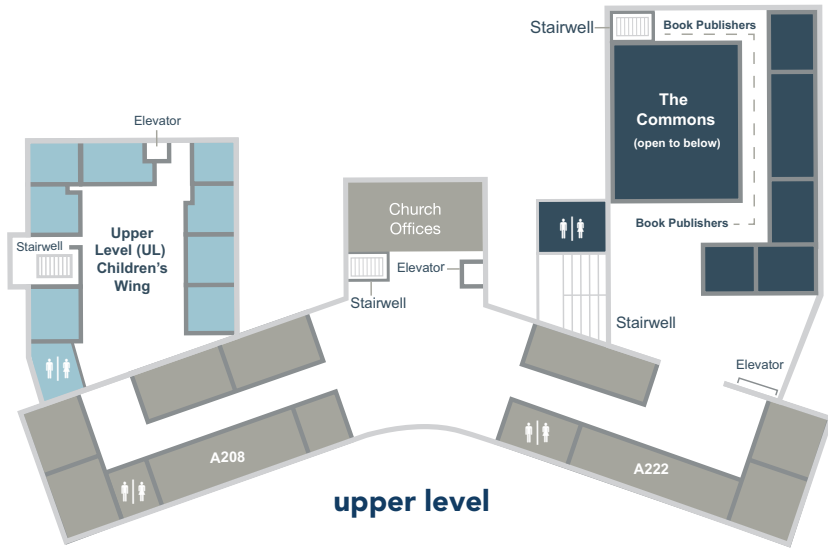 Stairwell
Book Publishers
The
Commons
(open to below)
Elevator
Church
Offices
Upper
Level (UL)
Children's
Wing
Stairwell
Book Publishers
Elevator
Stairwell
Stairwell
Elevator
A208
A222
upper level